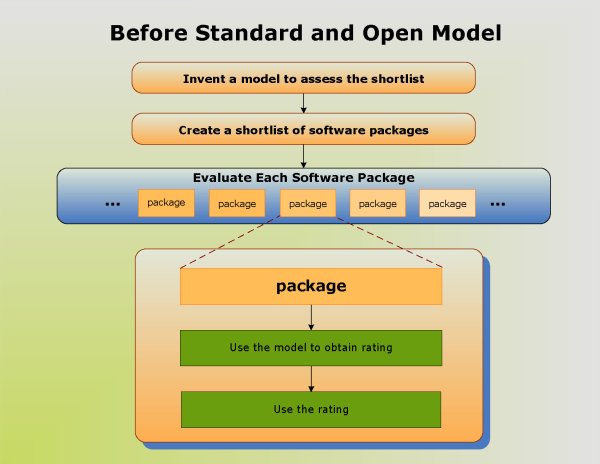 Before Standard and Open Model
Invent a model to assess the shortlist
Create a shortlist of software packages
Evaluate Each Software Package
... package package package package package ...
package
Use the model to obtain rating
Use the rating